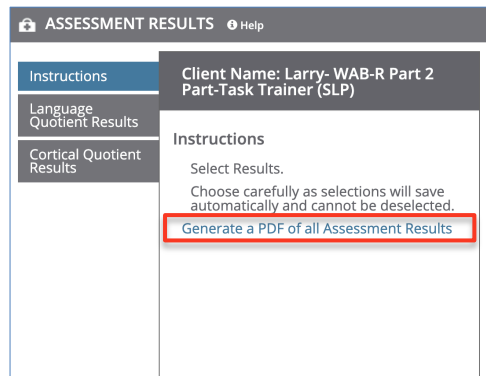 ASSESSMENT RESULTS Help
Instructions
Language
Quotient Results
Cortical Quotient
Results
Client Name: Larry- WAB-R Part 2
Part-Task Trainer (SLP)
Instructions
Select Results.
Choose carefully as selections will save
automatically and cannot be deselected.
Generate a PDF of all Assessment Results